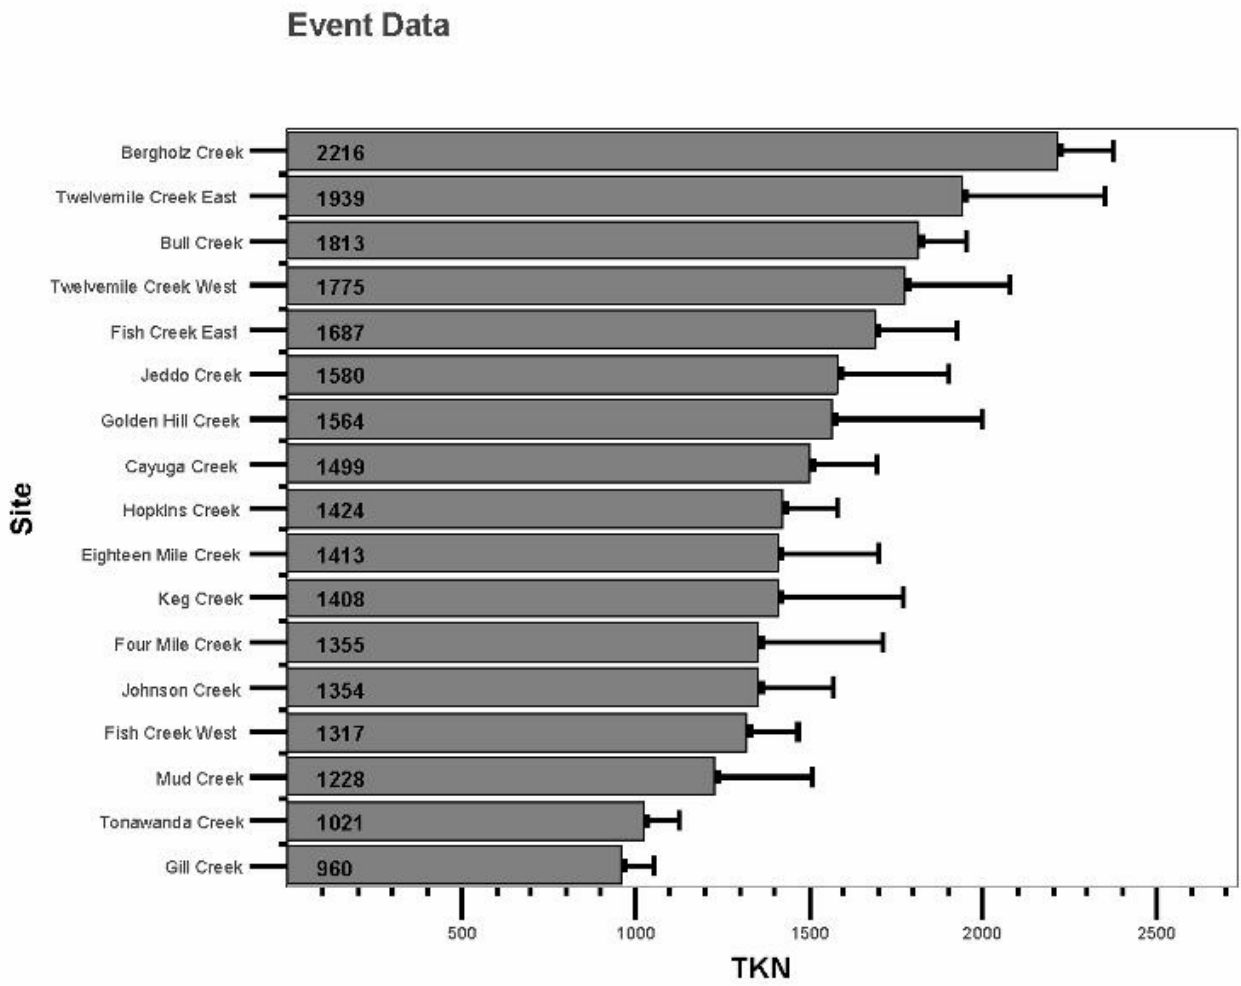 Event Data
Bergholz Creek 2216
Twelvemile Creek East 1939
Bull Creek 1813
Twelvemile Creek West 1775
Fish Creek East 1687
Jeddo Creek 1580
Golden Hill Creek 1564
Cayuga Creek 1499
Hopkins Creek 1424
Eighteen Mile Creek 1413
Keg Creek 1408
Four Mile Creek 1355
Johnson Creek 1354
Fish Creek West 1317
Mud Creek 1228
Tonawanda Creek 1021
Gill Creek 960
Site
500 1000 1500 2000 2500
TKN